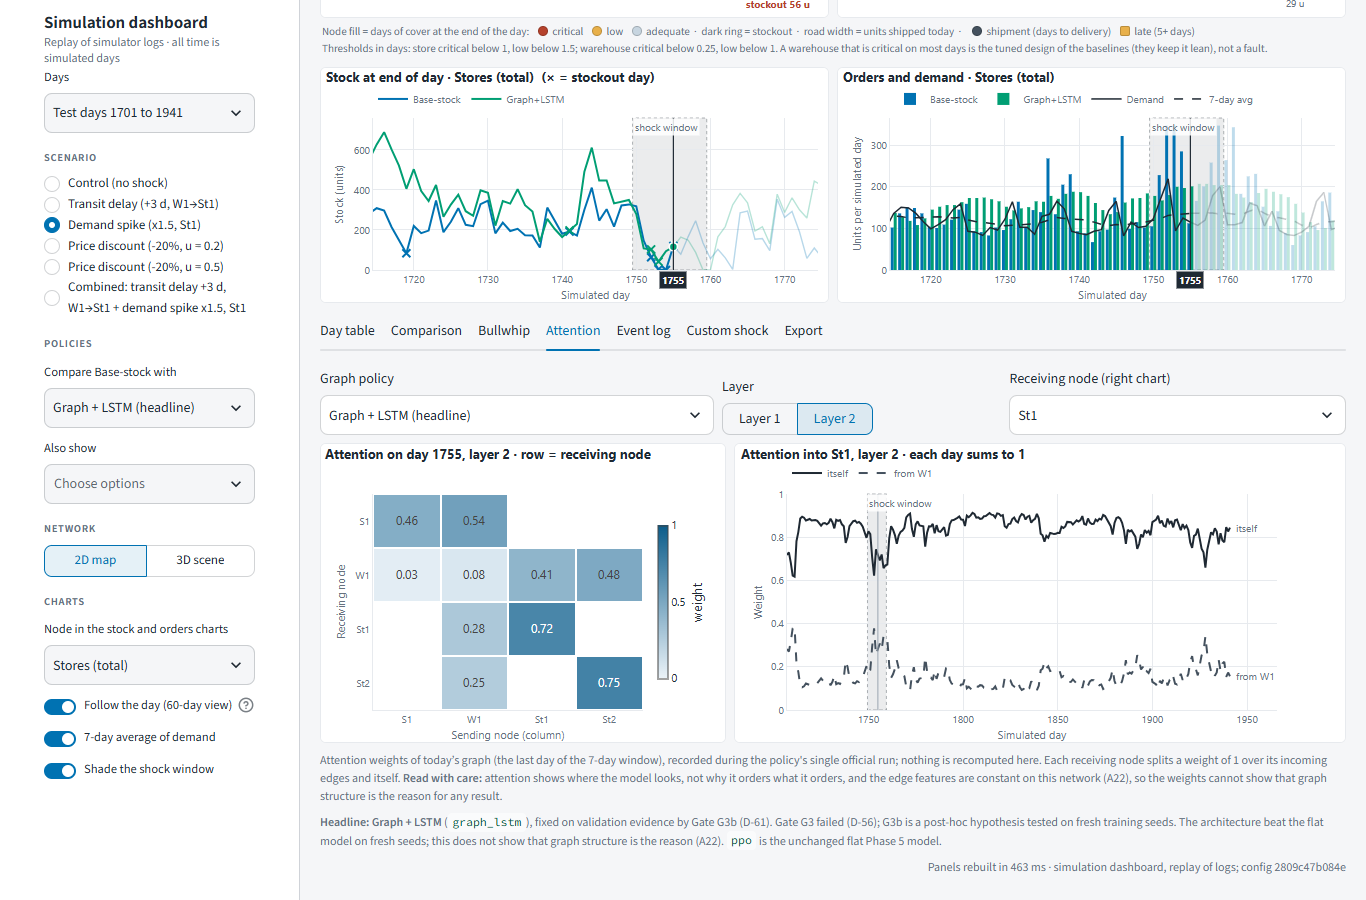 Simulation dashboard
Replay of simulator logs · all time is
simulated days
Days
Test days 1701 to 1941
SCENARIO
Control (no shock)
Transit delay (+3 d, W1→St1)
Demand spike (x1.5, St1)
Price discount (-20%, u = 0.2)
Price discount (-20%, u = 0.5)
Combined: transit delay +3 d,
W1→St1 + demand spike x1.5, St1
POLICIES
Compare Base-stock with
Graph + LSTM (headline)
Also show
Choose options
NETWORK
2D map 3D scene
CHARTS
Node in the stock and orders charts
Stores (total)
Follow the day (60-day view) ?
7-day average of demand
Shade the shock window
stockout 56 u
29 u
Node fill = days of cover at the end of the day: critical low adequate · dark ring = stockout · road width = units shipped today · shipment (days to delivery) late (5+ days)
Thresholds in days: store critical below 1, low below 1.5; warehouse critical below 0.25, low below 1. A warehouse that is critical on most days is the tuned design of the baselines (they keep it lean), not a fault.
Stock at end of day · Stores (total) (× = stockout day)
Base-stock Graph+LSTM
shock window
Stock (units)
600
400
200
0
1720 1730 1740 1750 1755 1760 1770
Simulated day
Orders and demand · Stores (total)
Base-stock Graph+LSTM Demand 7-day avg
shock window
Units per simulated day
300
200
100
0
1720 1730 1740 1750 1755 1760 1770
Simulated day
Day table Comparison Bullwhip Attention Event log Custom shock Export
Graph policy
Graph + LSTM (headline)
Layer
Layer 1 Layer 2
Receiving node (right chart)
St1
Attention on day 1755, layer 2 · row = receiving node
Receiving node
S1 0.46 0.54
W1 0.03 0.08 0.41 0.48
St1 0.28 0.72
St2 0.25 0.75
S1 W1 St1 St2
Sending node (column)
1
0.5
0
weight
Attention into St1, layer 2 · each day sums to 1
itself from W1
shock window
Weight
1
0.8
0.6
0.4
0.2
0
itself
from W1
1750 1800 1850 1900 1950
Simulated day
Attention weights of today's graph (the last day of the 7-day window), recorded during the policy's single official run; nothing is recomputed here. Each receiving node splits a weight of 1 over its incoming
edges and itself. Read with care: attention shows where the model looks, not why it orders what it orders, and the edge features are constant on this network (A22), so the weights cannot show that graph
structure is the reason for any result.
Headline: Graph + LSTM ( graph_lstm ), fixed on validation evidence by Gate G3b (D-61). Gate G3 failed (D-56); G3b is a post-hoc hypothesis tested on fresh training seeds. The architecture beat the flat
model on fresh seeds; this does not show that graph structure is the reason (A22). ppo is the unchanged flat Phase 5 model.
Panels rebuilt in 463 ms · simulation dashboard, replay of logs; config 2809c47b084e